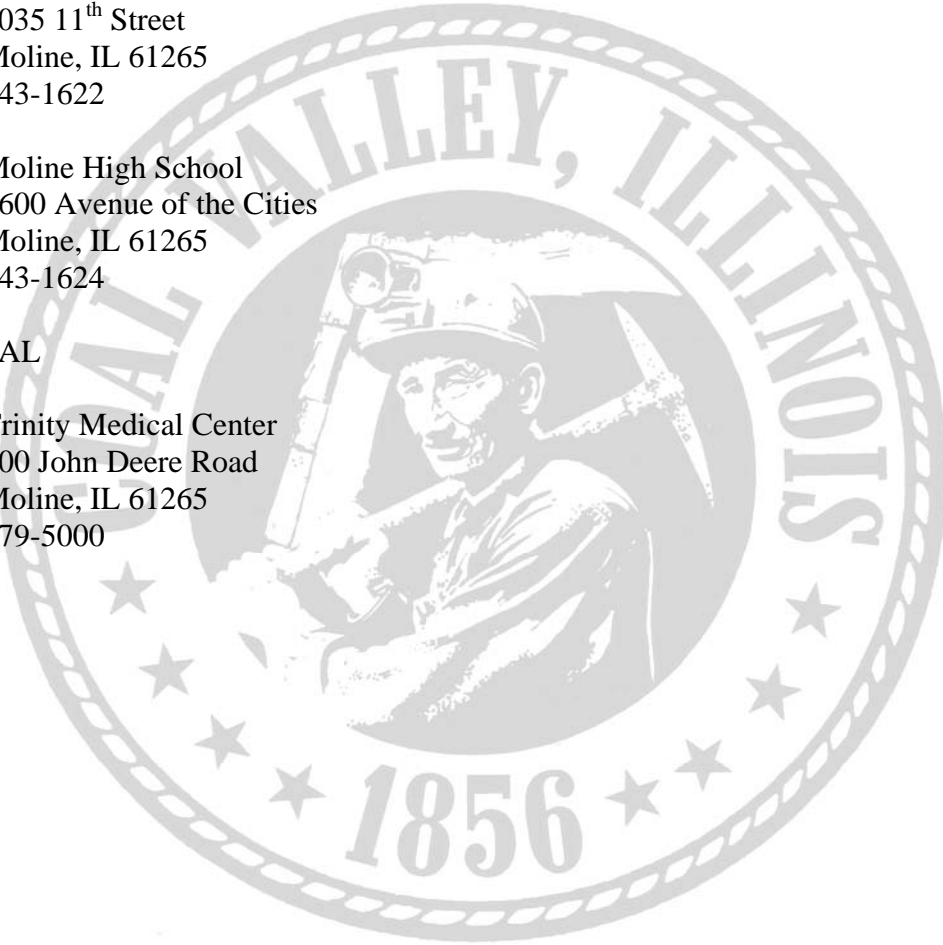 035 11th Street
Moline, IL 61265
43-1622
Moline High School
600 Avenue of the Cities
Moline, IL 61265
43-1624
AL
Trinity Medical Center
00 John Deere Road
Moline, IL 61265
79-5000
COAL VALLEY, ILLINOIS
1856